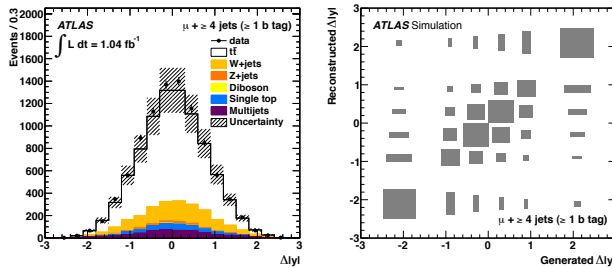 ATLAS
μ + ≥ 4 jets (≥ 1 b tag)
∫ L dt = 1.04 fb⁻¹
data
tt̄
W+jets
Z+jets
Diboson
Single top
Multijets
Uncertainty
Events / 0.3
1800
1600
1400
1200
1000
800
600
400
200
0
-3 -2 -1 0 1 2 3
Δ|y|
ATLAS Simulation
μ + ≥ 4 jets (≥ 1 b tag)
Reconstructed Δ|y|
3
2
1
0
-1
-2
-3
-3 -2 -1 0 1 2 3
Generated Δ|y|